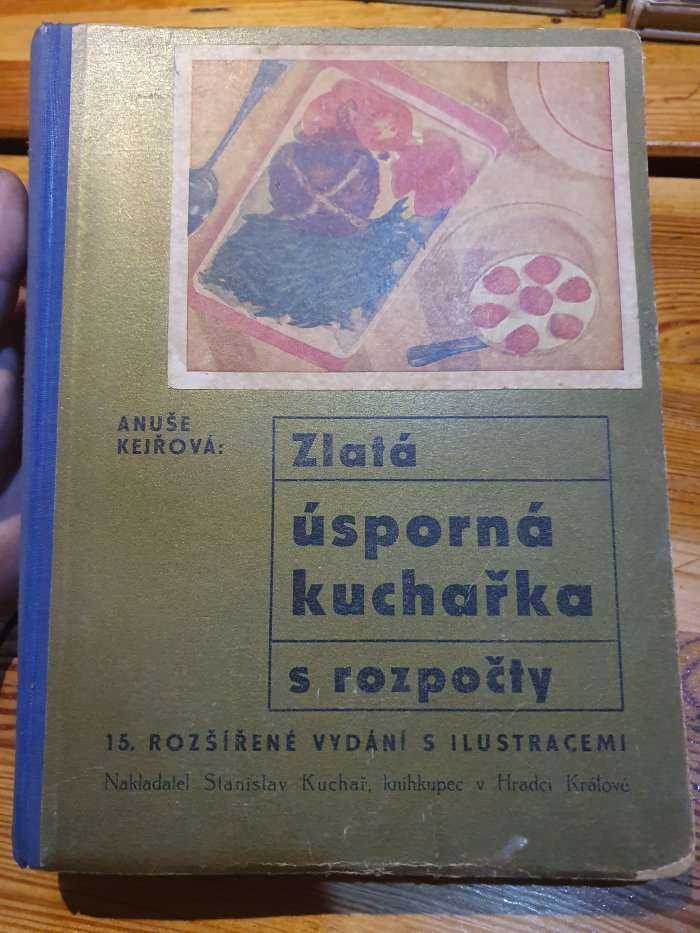 ANUŠE
KEJŘOVÁ:
Zlatá
úsporná
kuchařka
s rozpočty
15. ROZŠÍŘENÉ VYDÁNÍ S ILUSTRACEMI
Nakladatel Stanislav Kuchař, knihkupec v Hradci Králové